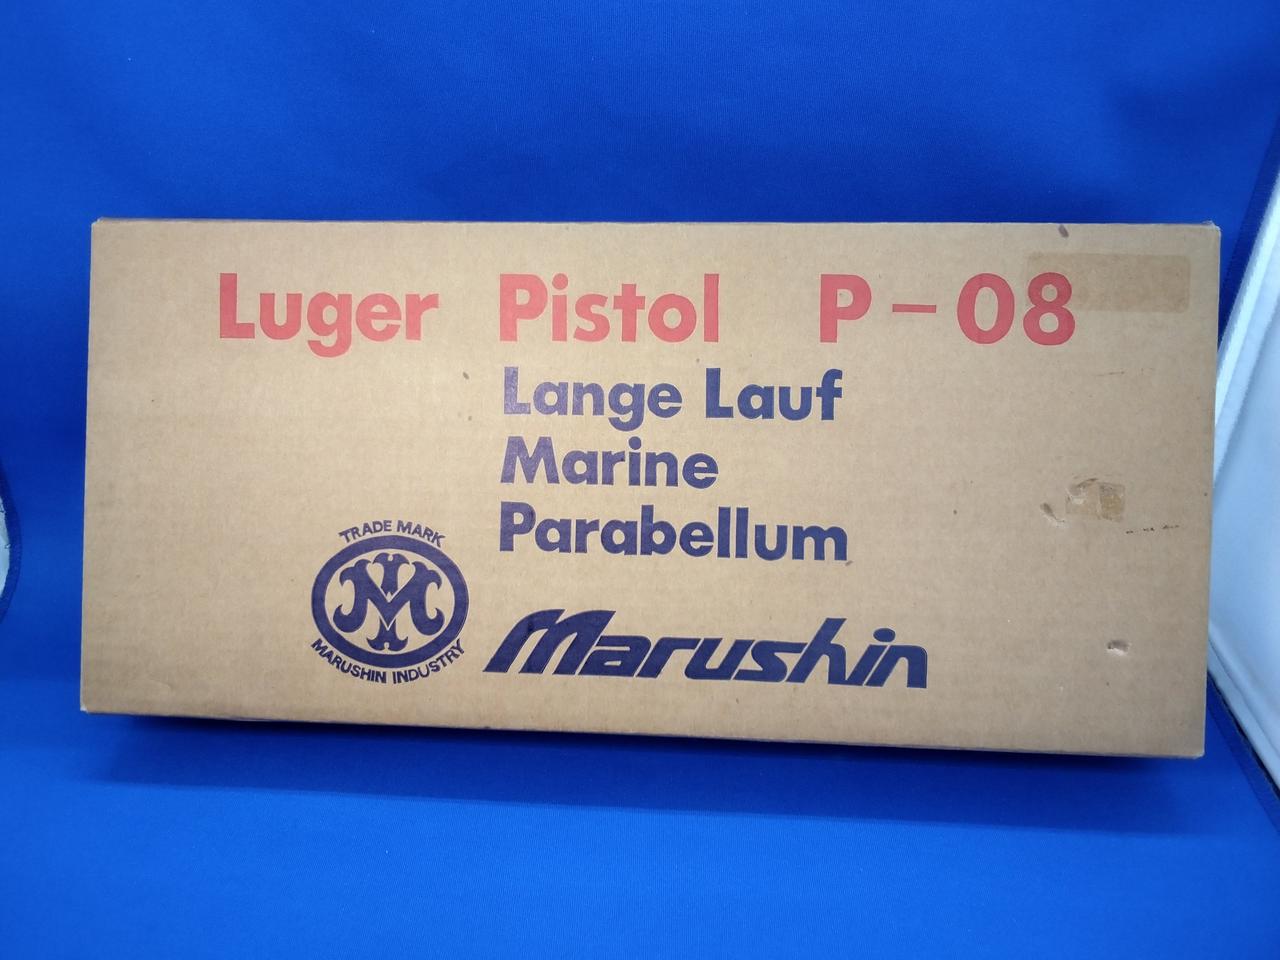 Luger Pistol P-08
Lange Lauf
Marine
Parabellum
TRADE MARK
M
MARUSHIN INDUSTRY
Marushin